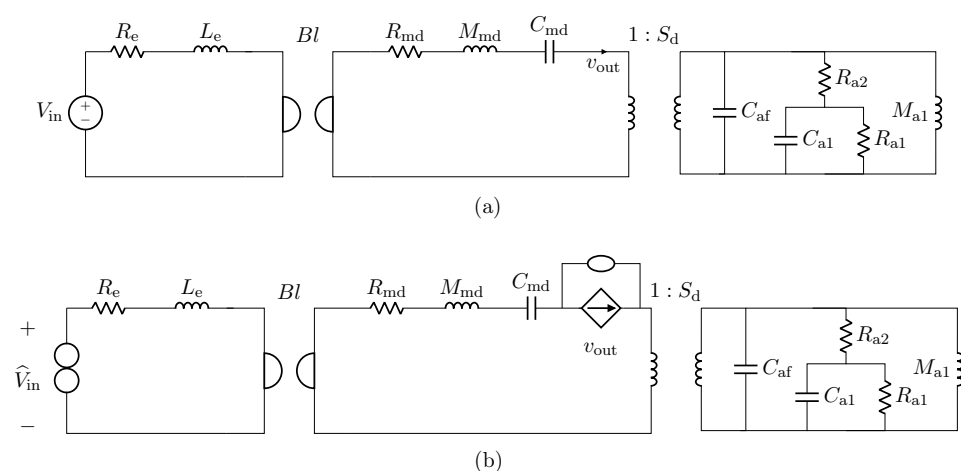 R_e L_e Bl R_md M_md C_md 1 : S_d
v_out
V_in + − C_af R_a2 M_a1
C_a1 R_a1
(a)
R_e L_e Bl R_md M_md C_md 1 : S_d
v_out
+ V̂_in − C_af R_a2 M_a1
C_a1 R_a1
(b)